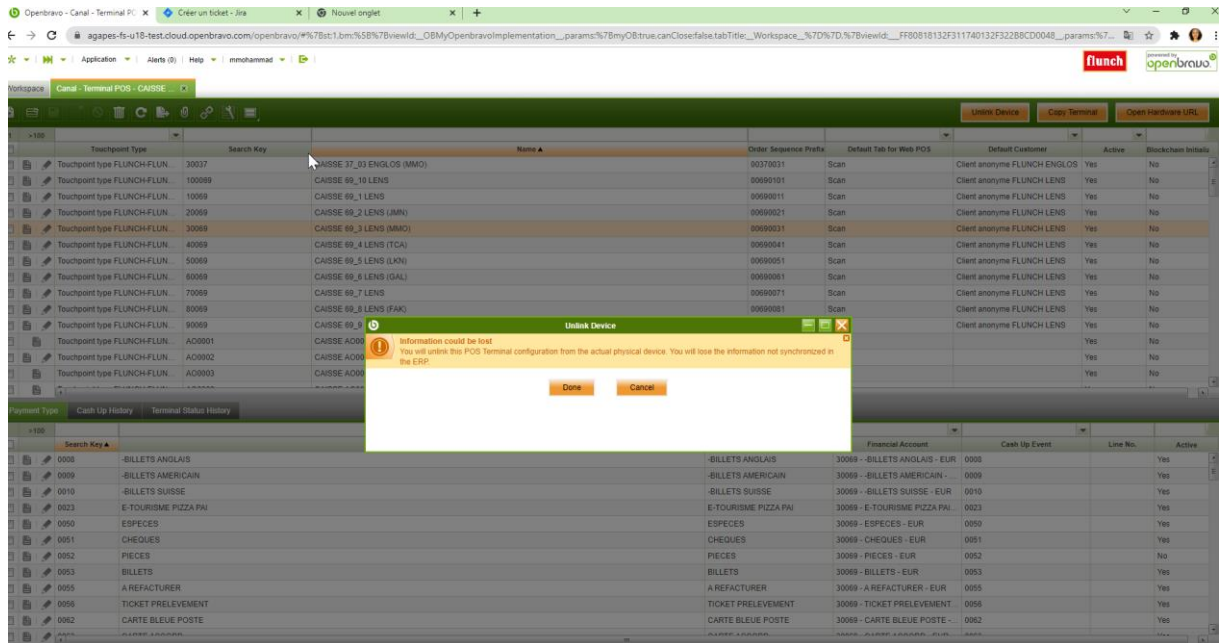 Openbravo - Canal - Terminal PO
Créer un ticket - Jira
Nouvel onglet
agapes-fs-u18-test.cloud.openbravo.com/openbravo/#%7Bst:1,bm:%5B%7BviewId:__OBMyOpenbravoImplementation__,params:%7BmyOB:true,canClose:false,tabTitle:__Workspace__%7D%7D,%7BviewId:__FF80818132F311740132F322B8CD0048__,params:%7...
Application Alerts (0) Help mmohammad
flunch
powered by
openbravo
Workspace Canal - Terminal POS - CAISSE ...
Unlink Device Copy Terminal Open Hardware URL
>100
Touchpoint Type Search Key Name Order Sequence Prefix Default Tab for Web POS Default Customer Active Blockchain Initializ
Touchpoint type FLUNCH-FLUN... 30037 CAISSE 37_03 ENGLOS (MMO) 00370031 Scan Client anonyme FLUNCH ENGLOS Yes No
Touchpoint type FLUNCH-FLUN... 100069 CAISSE 69_10 LENS 00690101 Scan Client anonyme FLUNCH LENS Yes No
Touchpoint type FLUNCH-FLUN... 10069 CAISSE 69_1 LENS 00690011 Scan Client anonyme FLUNCH LENS Yes No
Touchpoint type FLUNCH-FLUN... 20069 CAISSE 69_2 LENS (JMN) 00690021 Scan Client anonyme FLUNCH LENS Yes No
Touchpoint type FLUNCH-FLUN... 30069 CAISSE 69_3 LENS (MMO) 00690031 Scan Client anonyme FLUNCH LENS Yes No
Touchpoint type FLUNCH-FLUN... 40069 CAISSE 69_4 LENS (TCA) 00690041 Scan Client anonyme FLUNCH LENS Yes No
Touchpoint type FLUNCH-FLUN... 50069 CAISSE 69_5 LENS (LKN) 00690051 Scan Client anonyme FLUNCH LENS Yes No
Touchpoint type FLUNCH-FLUN... 60069 CAISSE 69_6 LENS (GAL) 00690061 Scan Client anonyme FLUNCH LENS Yes No
Touchpoint type FLUNCH-FLUN... 70069 CAISSE 69_7 LENS 00690071 Scan Client anonyme FLUNCH LENS Yes No
Touchpoint type FLUNCH-FLUN... 80069 CAISSE 69_8 LENS (FAK) 00690081 Scan Client anonyme FLUNCH LENS Yes No
Touchpoint type FLUNCH-FLUN... 90069 CAISSE 69_9 Client anonyme FLUNCH LENS Yes No
Touchpoint type FLUNCH-FLUN... AO0001 CAISSE AO00 Yes No
Touchpoint type FLUNCH-FLUN... AO0002 CAISSE AO00 Yes No
Touchpoint type FLUNCH-FLUN... AO0003 CAISSE AO00 Yes No
Unlink Device
Information could be lost
You will unlink this POS Terminal configuration from the actual physical device. You will lose the information not synchronized in
the ERP.
Done Cancel
Payment Type Cash Up History Terminal Status History
>100
Search Key Financial Account Cash Up Event Line No. Active
0008 -BILLETS ANGLAIS -BILLETS ANGLAIS 30069 - -BILLETS ANGLAIS - EUR 0008 Yes
0009 -BILLETS AMERICAIN -BILLETS AMERICAIN 30069 - -BILLETS AMERICAIN - ... 0009 Yes
0010 -BILLETS SUISSE -BILLETS SUISSE 30069 - -BILLETS SUISSE - EUR 0010 Yes
0023 E-TOURISME PIZZA PAI E-TOURISME PIZZA PAI 30069 - E-TOURISME PIZZA PAI... 0023 Yes
0050 ESPECES ESPECES 30069 - ESPECES - EUR 0050 Yes
0051 CHEQUES CHEQUES 30069 - CHEQUES - EUR 0051 Yes
0052 PIECES PIECES 30069 - PIECES - EUR 0052 No
0053 BILLETS BILLETS 30069 - BILLETS - EUR 0053 Yes
0055 A REFACTURER A REFACTURER 30069 - A REFACTURER - EUR 0055 Yes
0056 TICKET PRELEVEMENT TICKET PRELEVEMENT 30069 - TICKET PRELEVEMENT... 0056 Yes
0062 CARTE BLEUE POSTE CARTE BLEUE POSTE 30069 - CARTE BLEUE POSTE -... 0062 Yes